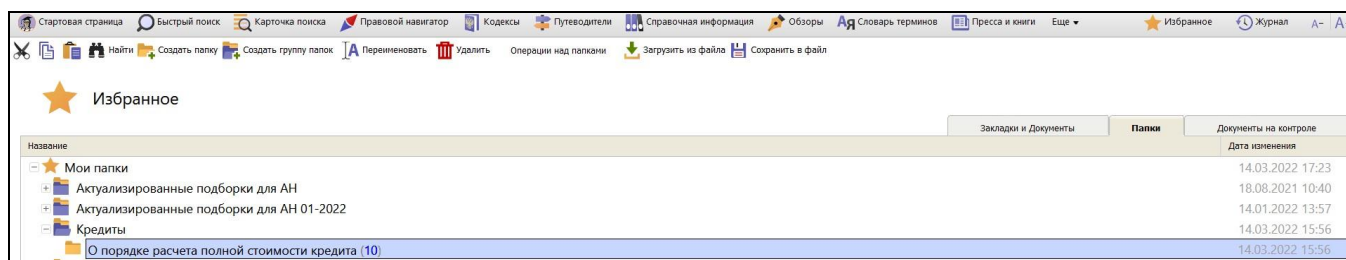 Стартовая страница Быстрый поиск Карточка поиска Правовой навигатор Кодексы Путеводители Справочная информация Обзоры Словарь терминов Пресса и книги Еще Избранное Журнал А- А
Найти Создать папку Создать группу папок Переименовать Удалить Операции над папками Загрузить из файла Сохранить в файл
Избранное
Закладки и Документы Папки Документы на контроле
Название Дата изменения
Мои папки 14.03.2022 17:23
Актуализированные подборки для АН 18.08.2021 10:40
Актуализированные подборки для АН 01-2022 14.01.2022 13:57
Кредиты 14.03.2022 15:56
О порядке расчета полной стоимости кредита (10) 14.03.2022 15:56